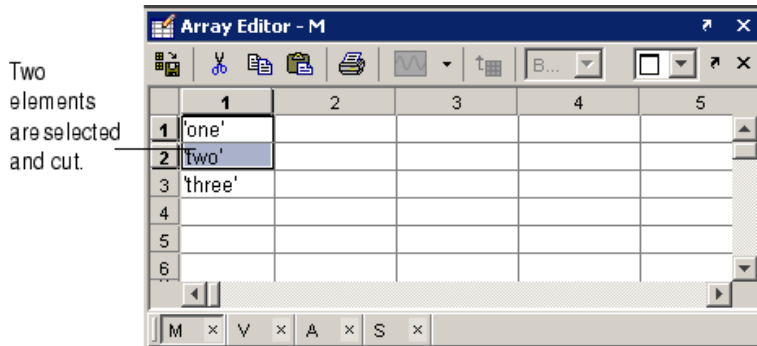 Array Editor - M
B...
Two
elements
are selected
and cut.
1 2 3 4 5
1 'one'
2 'two'
3 'three'
4
5
6
M V A S